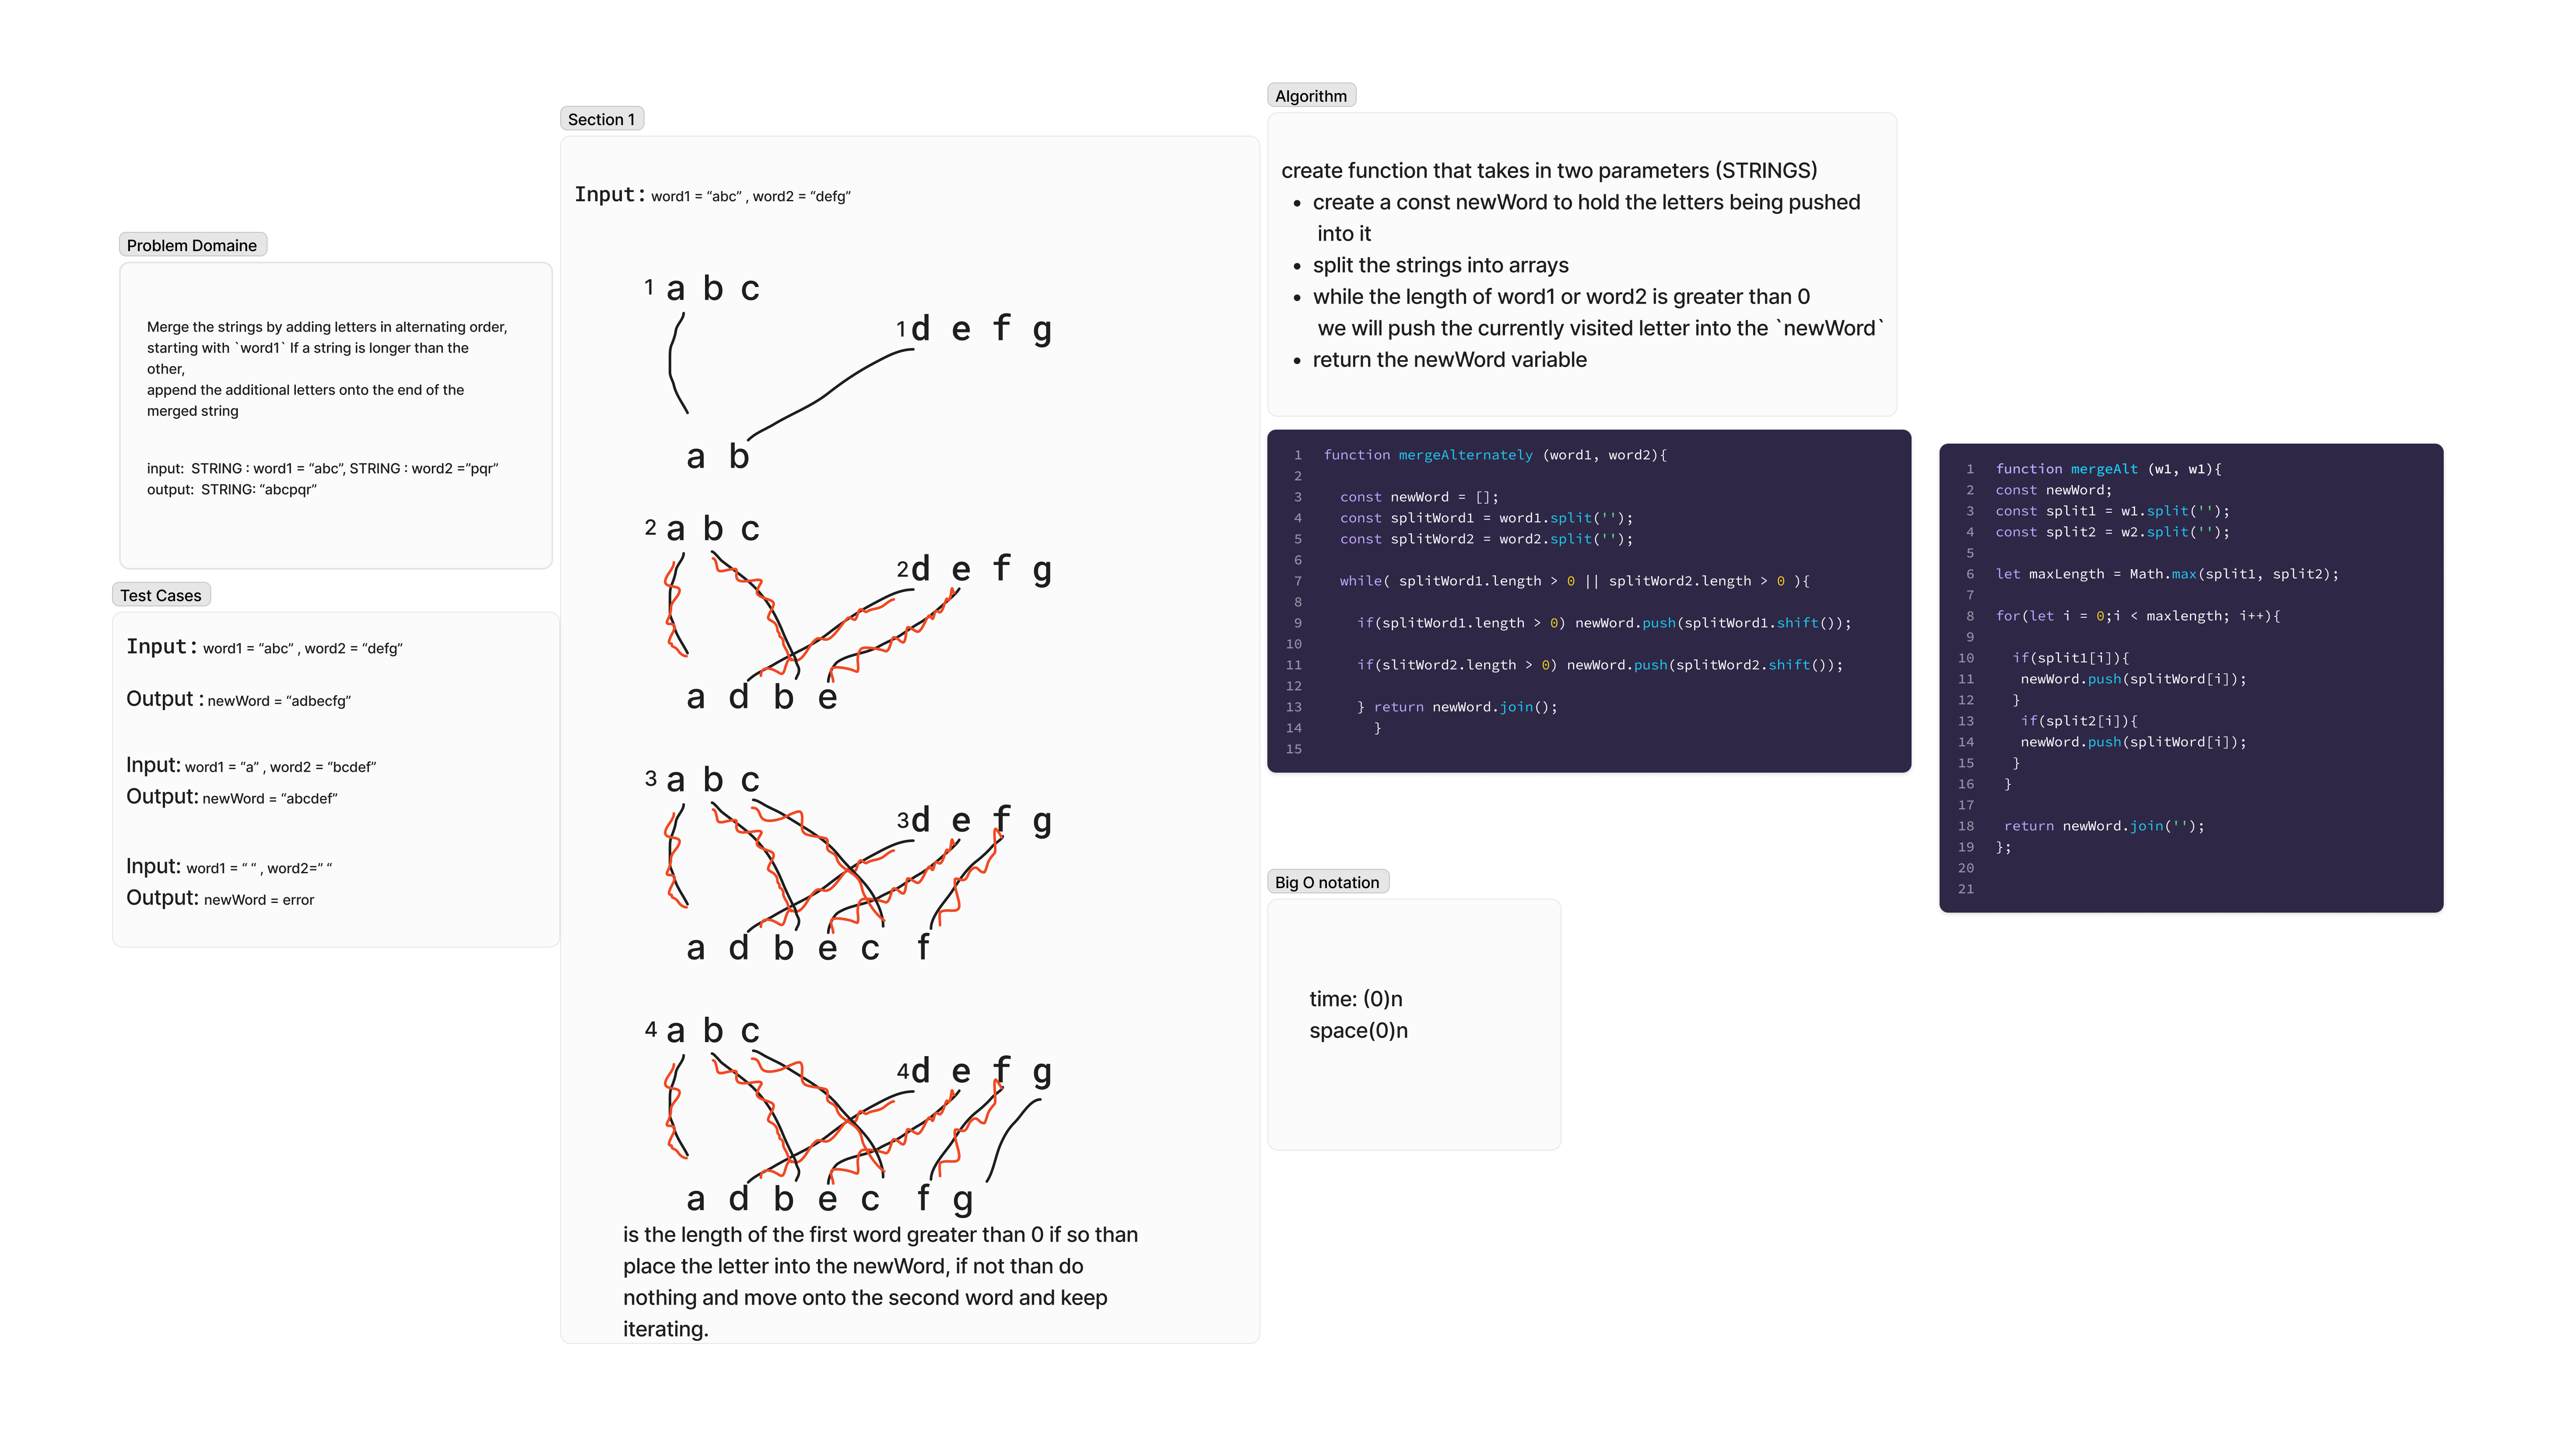 Problem Domaine
Merge the strings by adding letters in alternating order,
starting with `word1` If a string is longer than the
other,
append the additional letters onto the end of the
merged string
input:  STRING : word1 = “abc”, STRING : word2 =”pqr”
output:  STRING: “abcpqr”
Test Cases
Input: word1 = “abc” , word2 = “defg”
Output : newWord = “adbecfg”
Input: word1 = “a” , word2 = “bcdef”
Output: newWord = “abcdef”
Input: word1 = “ “ , word2=” “
Output: newWord = error
Section 1
Input: word1 = “abc” , word2 = “defg”
1 a b c
1 d e f g
a b
2 a b c
2 d e f g
a d b e
3 a b c
3 d e f g
a d b e c f
4 a b c
4 d e f g
a d b e c f g
is the length of the first word greater than 0 if so than
place the letter into the newWord, if not than do
nothing and move onto the second word and keep
iterating.
Algorithm
create function that takes in two parameters (STRINGS)
• create a const newWord to hold the letters being pushed
into it
• split the strings into arrays
• while the length of word1 or word2 is greater than 0
we will push the currently visited letter into the `newWord`
• return the newWord variable
1 function mergeAlternately (word1, word2){
2
3 const newWord = [];
4 const splitWord1 = word1.split('');
5 const splitWord2 = word2.split('');
6
7 while( splitWord1.length > 0 || splitWord2.length > 0 ){
8
9 if(splitWord1.length > 0) newWord.push(splitWord1.shift());
10
11 if(slitWord2.length > 0) newWord.push(splitWord2.shift());
12
13 } return newWord.join();
14 }
15
Big O notation
time: (0)n
space(0)n
1 function mergeAlt (w1, w1){
2 const newWord;
3 const split1 = w1.split('');
4 const split2 = w2.split('');
5
6 let maxLength = Math.max(split1, split2);
7
8 for(let i = 0;i < maxlength; i++){
9
10 if(split1[i]){
11 newWord.push(splitWord[i]);
12 }
13 if(split2[i]){
14 newWord.push(splitWord[i]);
15 }
16 }
17
18 return newWord.join('');
19 };
20
21